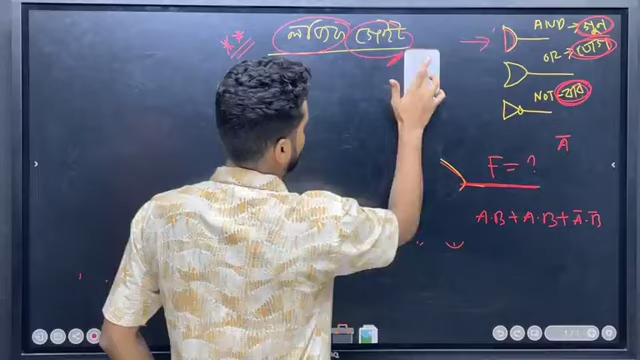 লজিক গেইট
AND → গুণ
OR → যোগ
NOT →
Ā
F = ?
A.B + A.B + Ā.B̄